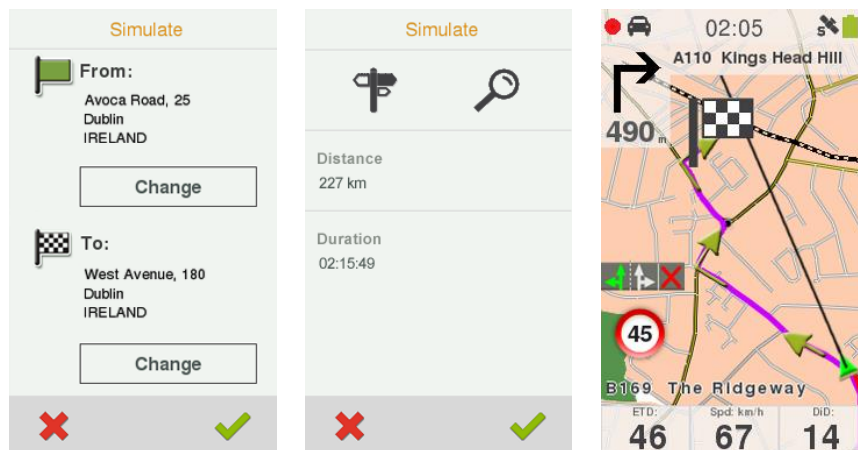 Simulate
From:
Avoca Road, 25
Dublin
IRELAND
Change
To:
West Avenue, 180
Dublin
IRELAND
Change
Simulate
Distance
227 km
Duration
02:15:49
02:05
S
A110 Kings Head Hill
490 m
45
B169 The Ridgeway
ETD: Spd: km/h DiD:
46 67 14